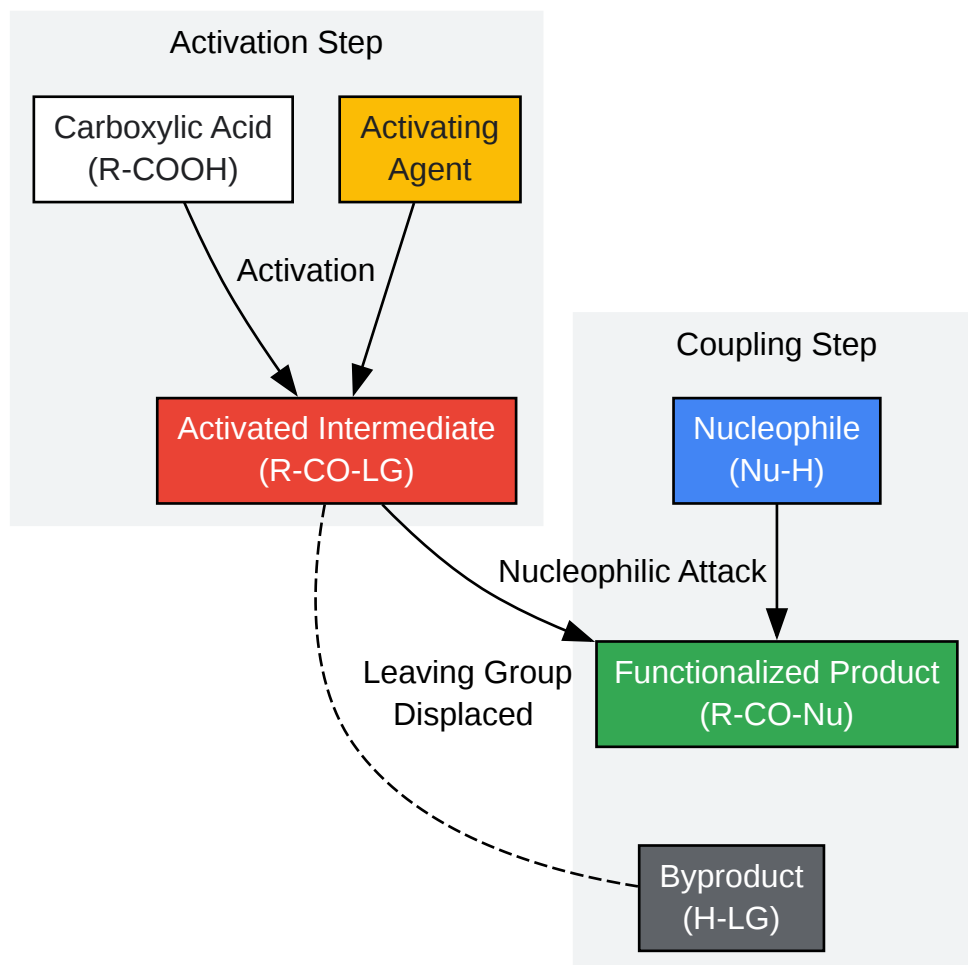 Activation Step
Carboxylic Acid
(R-COOH)
Activating
Agent
Activation
Activated Intermediate
(R-CO-LG)
Coupling Step
Nucleophile
(Nu-H)
Nucleophilic Attack
Leaving Group
Displaced
Functionalized Product
(R-CO-Nu)
Byproduct
(H-LG)